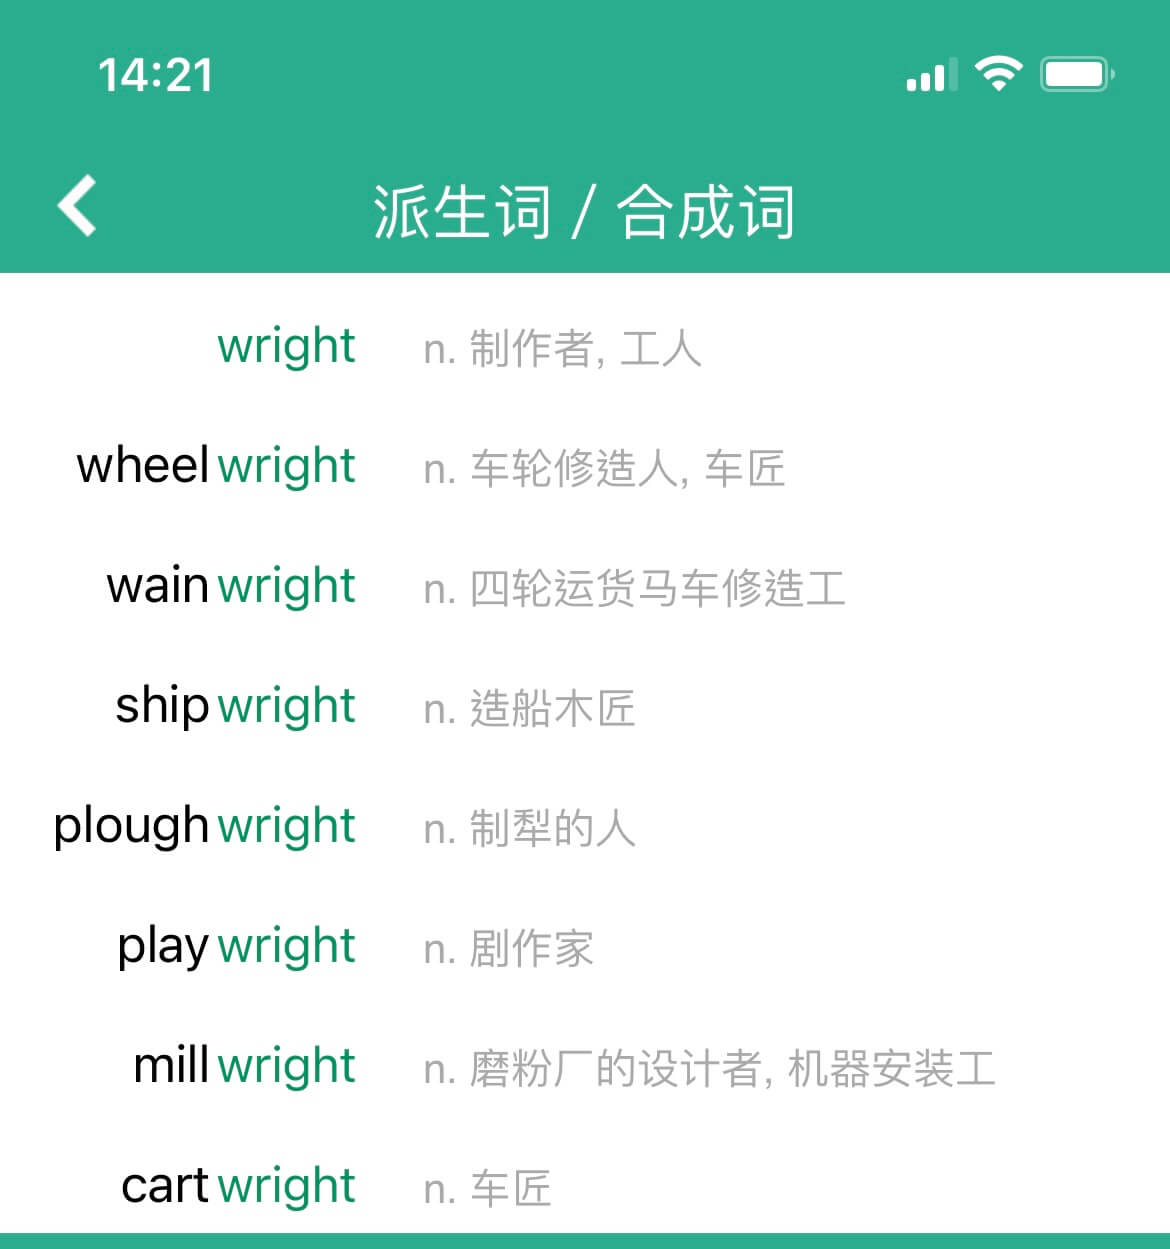 14:21
派生词 / 合成词
wright n. 制作者, 工人
wheelwright n. 车轮修造人, 车匠
wainwright n. 四轮运货马车修造工
shipwright n. 造船木匠
ploughwright n. 制犁的人
playwright n. 剧作家
millwright n. 磨粉厂的设计者, 机器安装工
cartwright n. 车匠